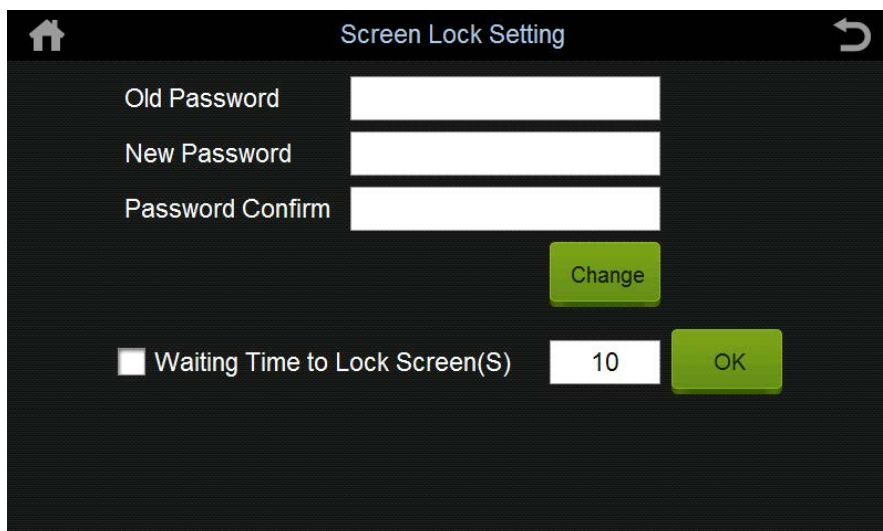 Screen Lock Setting
Old Password
New Password
Password Confirm
Change
Waiting Time to Lock Screen(S) 10 OK